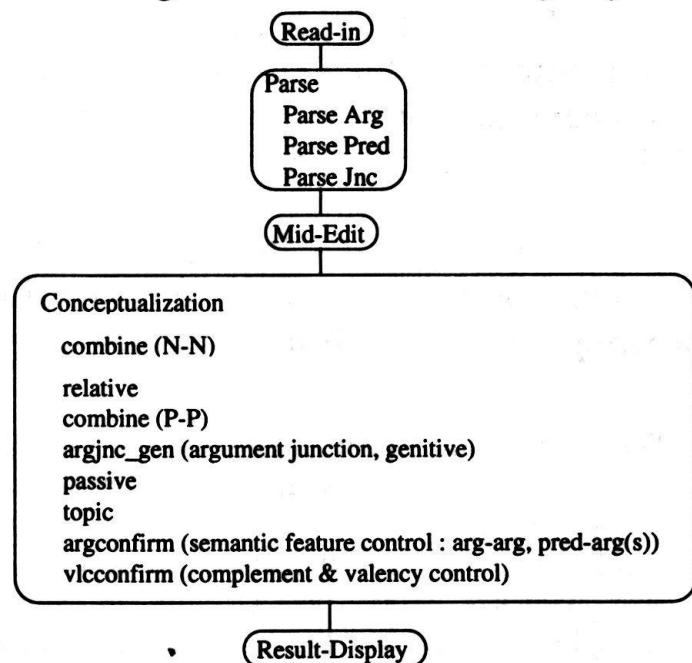 Read-in
Parse
Parse Arg
Parse Pred
Parse Jnc
Mid-Edit
Conceptualization
combine (N-N)
relative
combine (P-P)
argjnc_gen (argument junction, genitive)
passive
topic
argconfirm (semantic feature control : arg-arg, pred-arg(s))
vlcconfirm (complement & valency control)
Result-Display